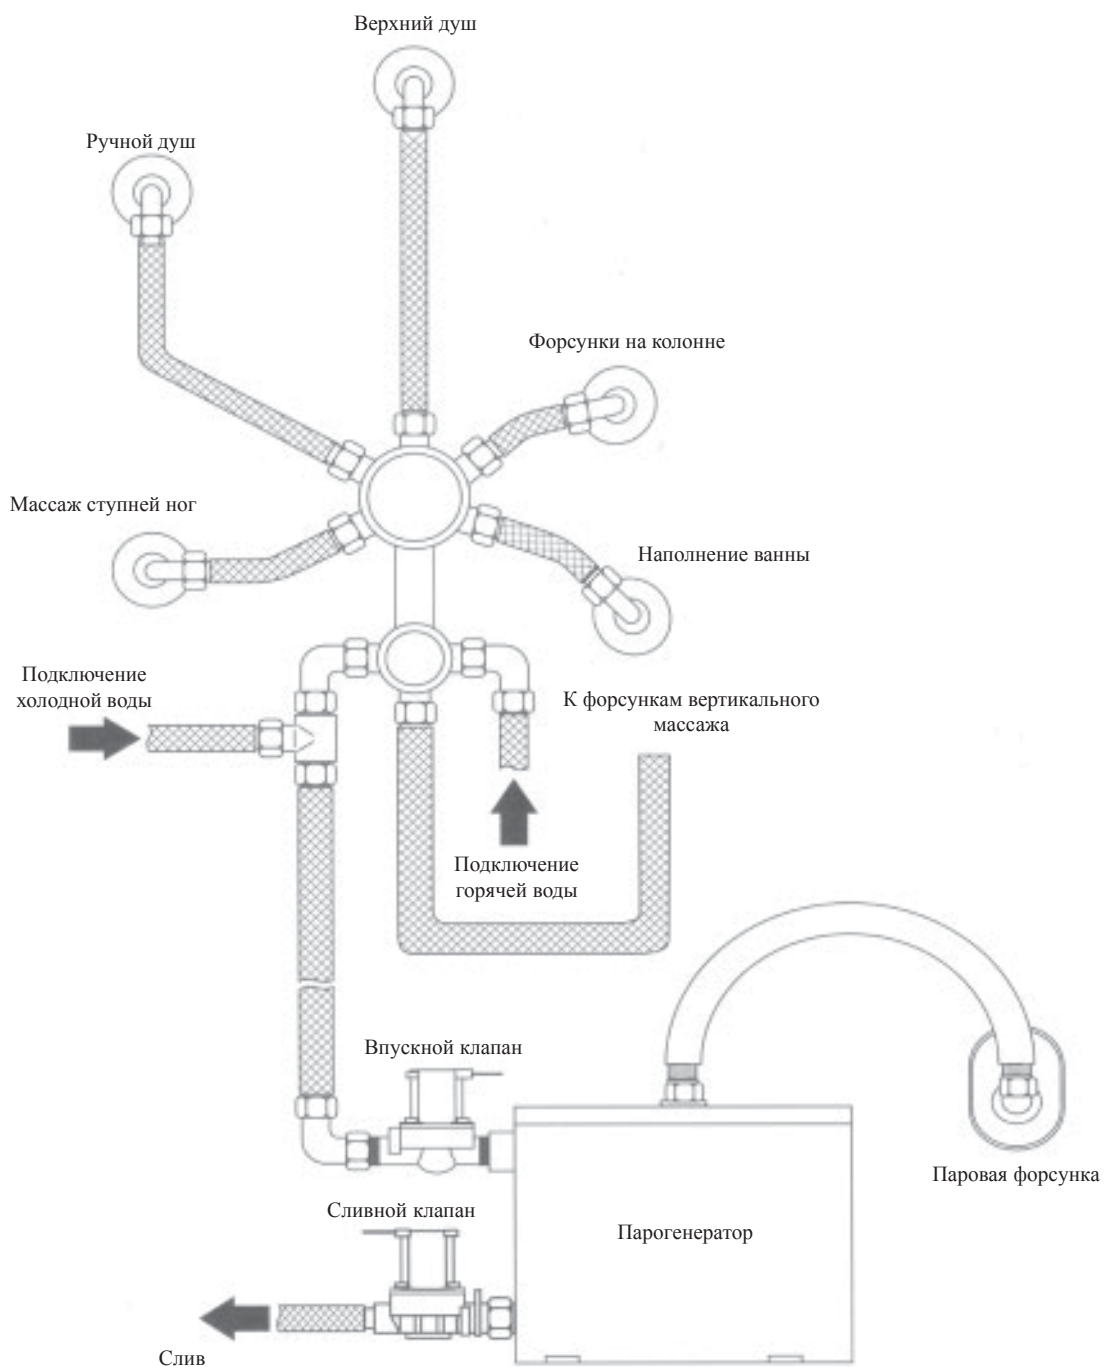 Верхний душ
Ручной душ
Форсунки на колонне
Массаж ступней ног
Наполнение ванны
Подключение
холодной воды
К форсункам вертикального
массажа
Подключение
горячей воды
Впускной клапан
Паровая форсунка
Сливной клапан
Парогенератор
Слив